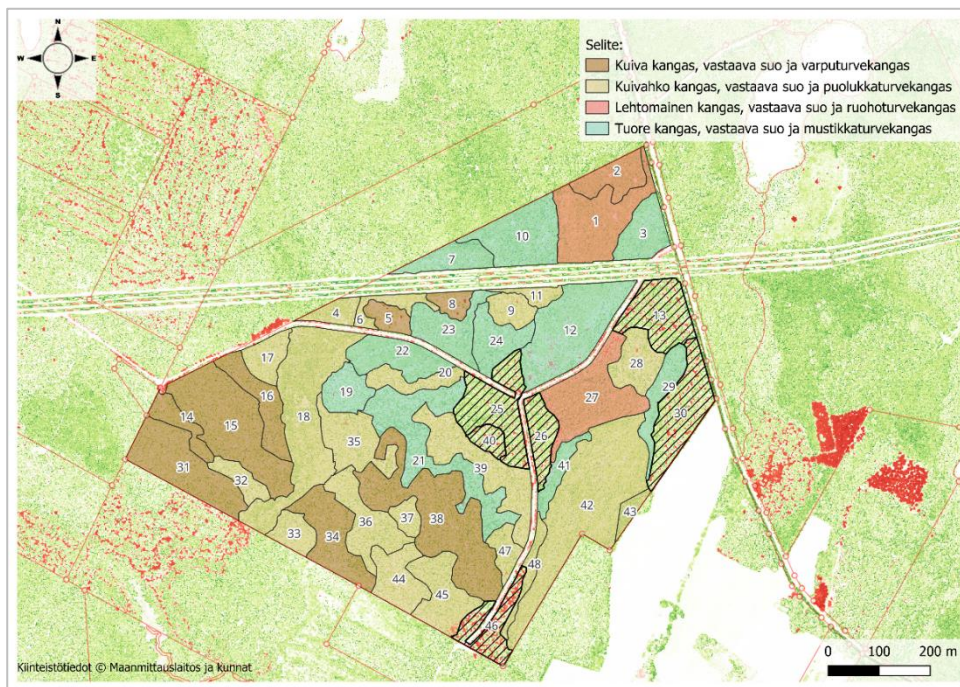 N
W E
S
Selite:
Kuiva kangas, vastaava suo ja varputurvekangas
Kuivahko kangas, vastaava suo ja puolukkaturvekangas
Lehtomainen kangas, vastaava suo ja ruohoturvekangas
Tuore kangas, vastaava suo ja mustikkaturvekangas
2
1
10 3
7
4 6 5 8 11 9
23 24 12 13
17 22 20 28
16 19 25 27 29 30
14 15 18 40 26
35 21 39 41
31 32 36 37 38 42 43
33 34 47 48
44 45
46
Kiinteistötiedot © Maanmittauslaitos ja kunnat
0 100 200 m